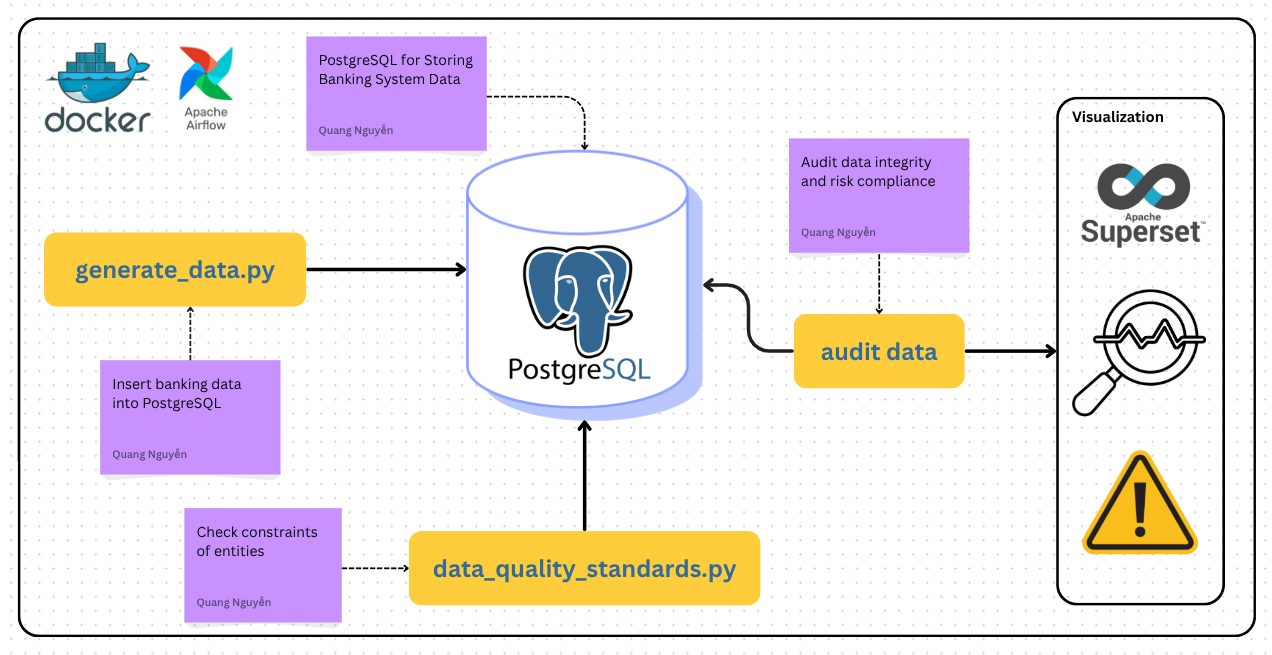 docker
Apache
Airflow
PostgreSQL for Storing
Banking System Data
Quang Nguyễn
Visualization
Audit data integrity
and risk compliance
Quang Nguyễn
Apache
Superset™
generate_data.py
PostgreSQL
audit data
Insert banking data
into PostgreSQL
Quang Nguyễn
Check constraints
of entities
Quang Nguyễn
data_quality_standards.py